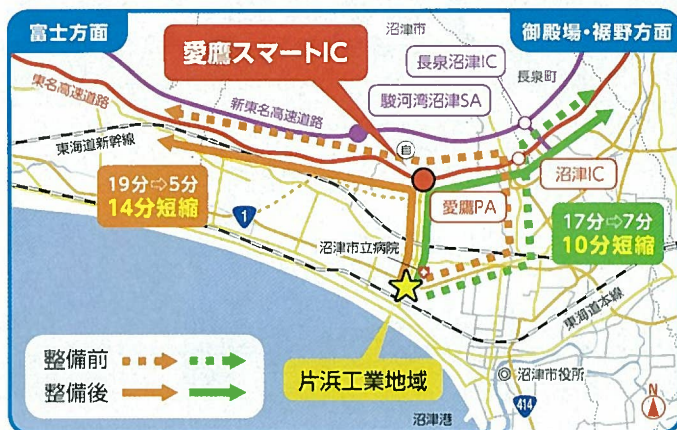 富士方面
沼津市
御殿場・裾野方面
愛鷹スマートIC
長泉沼津IC
長泉町
駿河湾沼津SA
東名高速道路
新東名高速道路
自
東海道新幹線
沼津IC
19分⇨5分
14分短縮
1
愛鷹PA
17分⇨7分
10分短縮
沼津市立病院
東海道本線
整備前
整備後
片浜工業地域
沼津市役所
沼津港
414
N